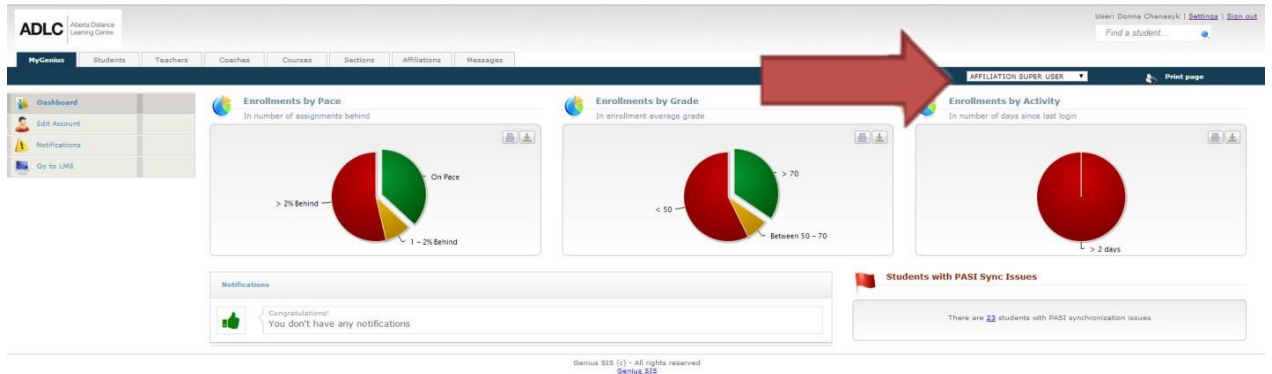 User: Donna Chanasyk | Settings | Sign out
ADLC Alberta Distance Learning Centre
Find a student...
MyGenius Students Teachers Coaches Courses Sections Affiliations Messages
AFFILIATION SUPER USER Print page
Dashboard
Edit Account
Notifications
Go to LMS
Enrollments by Pace
In number of assignments behind
On Pace
> 2% Behind
1 - 2% Behind
Enrollments by Grade
In enrollment average grade
> 70
< 50
Between 50 - 70
Enrollments by Activity
In number of days since last login
> 2 days
Notifications
Congratulations!
You don't have any notifications
Students with PASI Sync Issues
There are 23 students with PASI synchronization issues
Genius SIS (c) - All rights reserved
Genius SIS